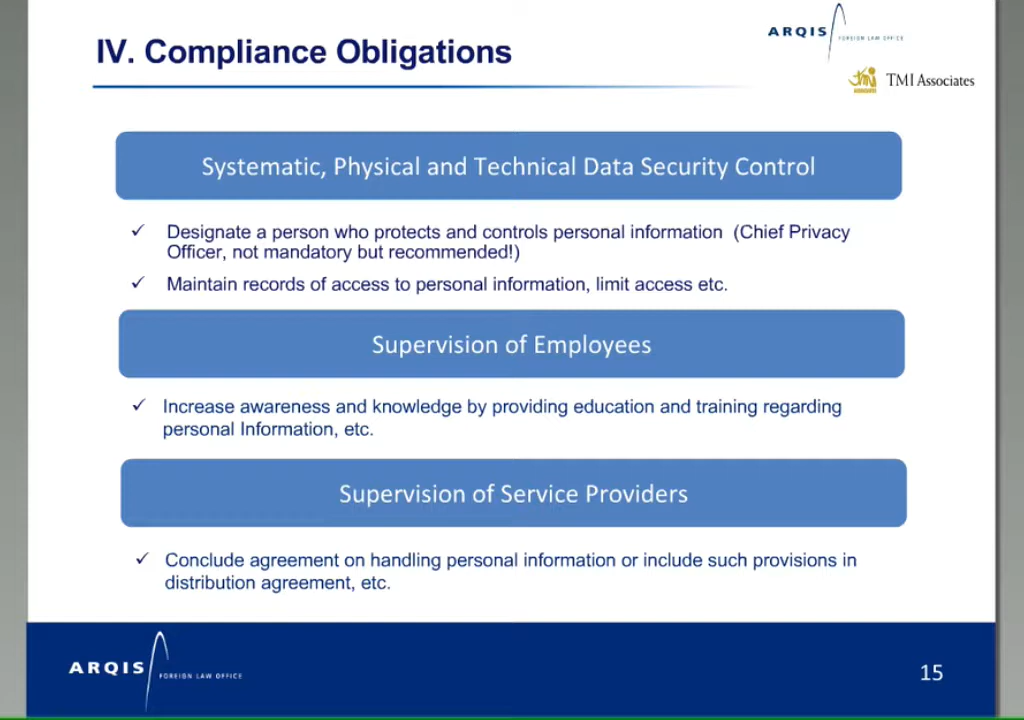 IV. Compliance Obligations
ARQIS
FOREIGN LAW OFFICE
TMI Associates
Systematic, Physical and Technical Data Security Control
✓ Designate a person who protects and controls personal information (Chief Privacy
Officer, not mandatory but recommended!)
✓ Maintain records of access to personal information, limit access etc.
Supervision of Employees
✓ Increase awareness and knowledge by providing education and training regarding
personal Information, etc.
Supervision of Service Providers
✓ Conclude agreement on handling personal information or include such provisions in
distribution agreement, etc.
ARQIS
FOREIGN LAW OFFICE
15